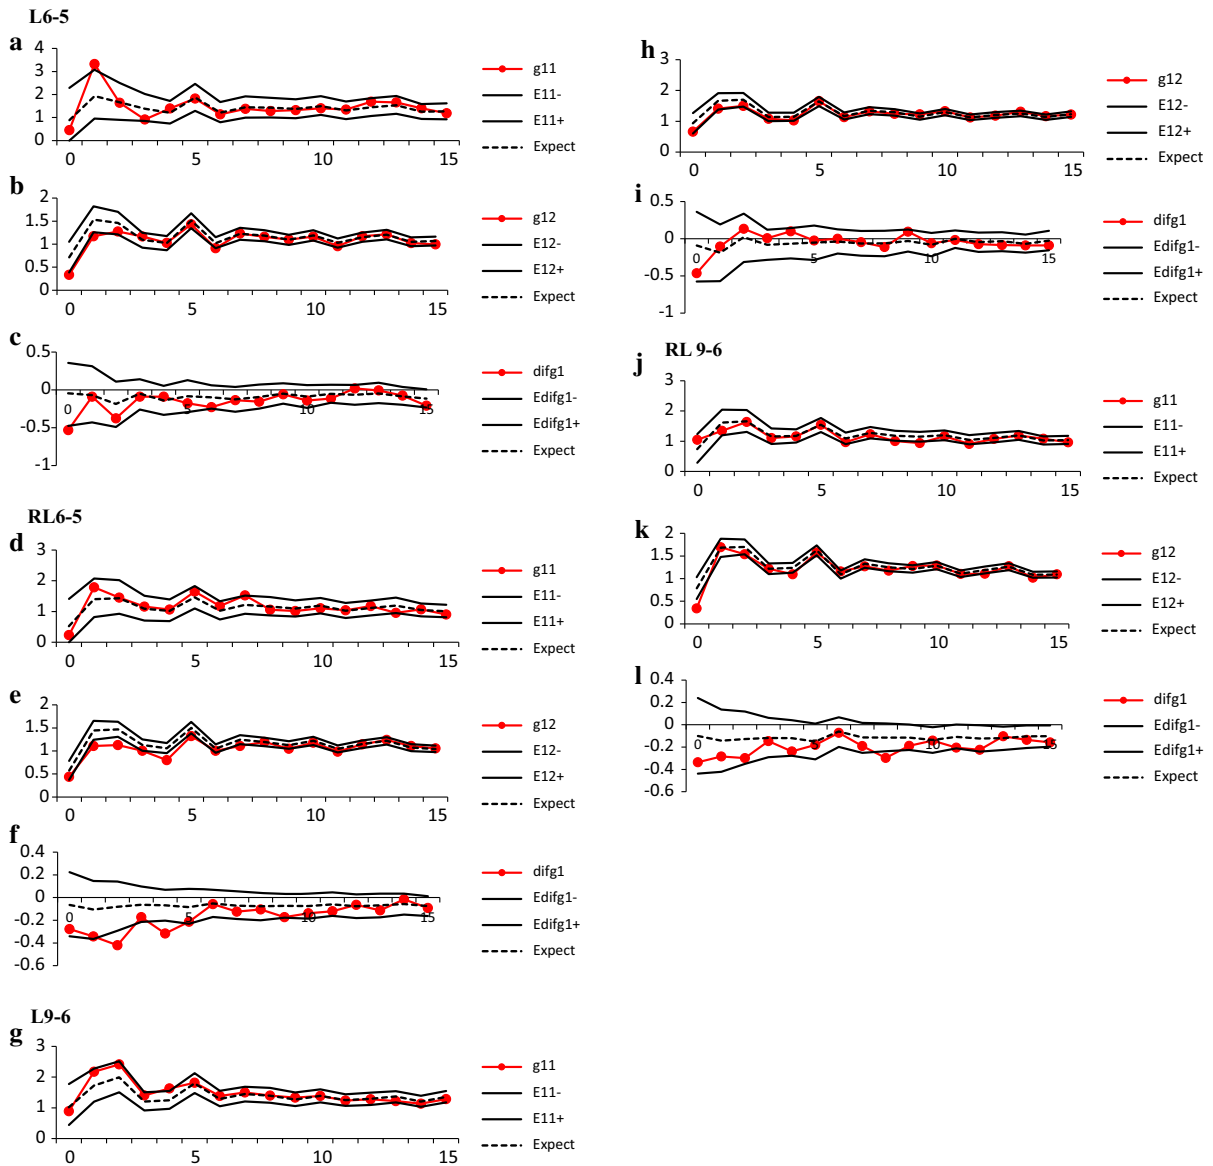 L6-5
a
4
3
2
1
0
0 5 10 15
g11
E11-
E11+
Expect
b
2
1.5
1
0.5
0
0 5 10 15
g12
E12-
E12+
Expect
c
0.5
0
-0.5
-1
0 5 10 15
difg1
Edifg1-
Edifg1+
Expect
RL6-5
d
3
2
1
0
0 5 10 15
g11
E11-
E11+
Expect
e
2
1.5
1
0.5
0
0 5 10 15
g12
E12-
E12+
Expect
f
0.4
0.2
0
-0.2
-0.4
-0.6
0 5 10 15
difg1
Edifg1-
Edifg1+
Expect
L9-6
g
3
2
1
0
0 5 10 15
g11
E11-
E11+
Expect
h
3
2
1
0
0 5 10 15
g12
E12-
E12+
Expect
i
0.5
0
-0.5
-1
0 5 10 15
difg1
Edifg1-
Edifg1+
Expect
RL 9-6
j
3
2
1
0
0 5 10 15
g11
E11-
E11+
Expect
k
2
1.5
1
0.5
0
0 5 10 15
g12
E12-
E12+
Expect
l
0.4
0.2
0
-0.2
-0.4
-0.6
0 5 10 15
difg1
Edifg1-
Edifg1+
Expect